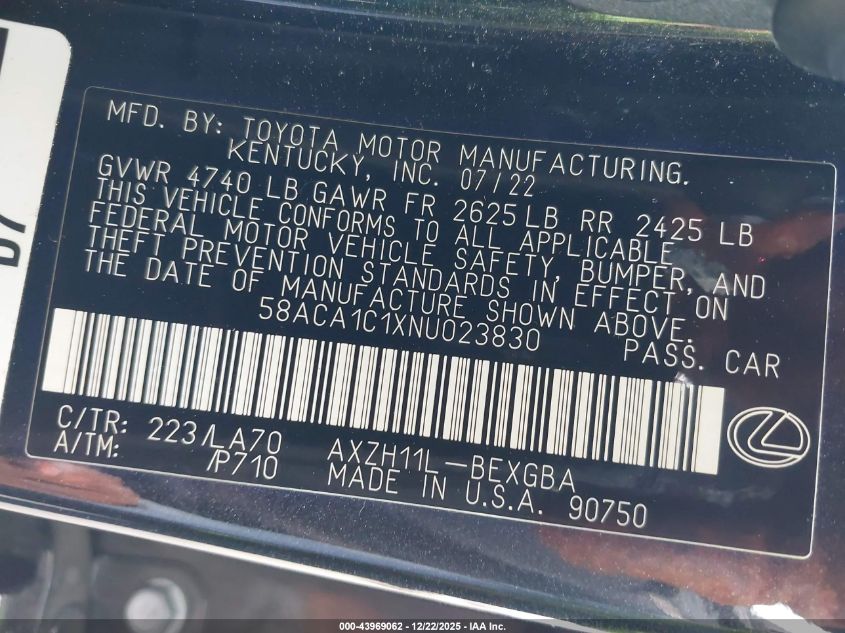 MFD. BY: TOYOTA MOTOR MANUFACTURING.
KENTUCKY, INC. 07/22
GVWR 4740 LB GAWR FR 2625 LB RR 2425 LB
THIS VEHICLE CONFORMS TO ALL APPLICABLE
FEDERAL MOTOR VEHICLE SAFETY, BUMPER, AND
THEFT PREVENTION STANDARDS IN EFFECT ON
THE DATE OF MANUFACTURE SHOWN ABOVE.
58ACA1C1XNU023830 PASS. CAR
C/TR: 223/LA70 AXZH11L-BEXGBA
A/TM: /P710 MADE IN U.S.A. 90750
000-43969062 - 12/22/2025 - IAA Inc.